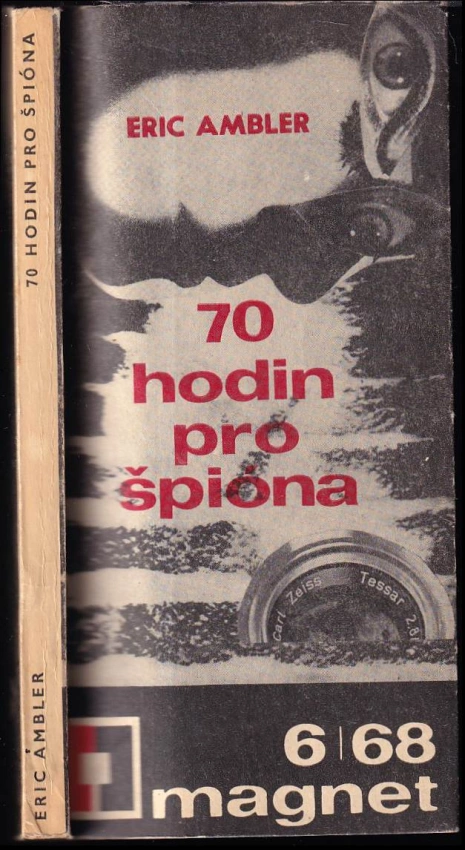 70 HODIN PRO ŠPIÓNA
ERIC AMBLER
ERIC AMBLER
70
hodin
pro
špióna
Carl Zeiss Tessar 2.8
6|68
magnet